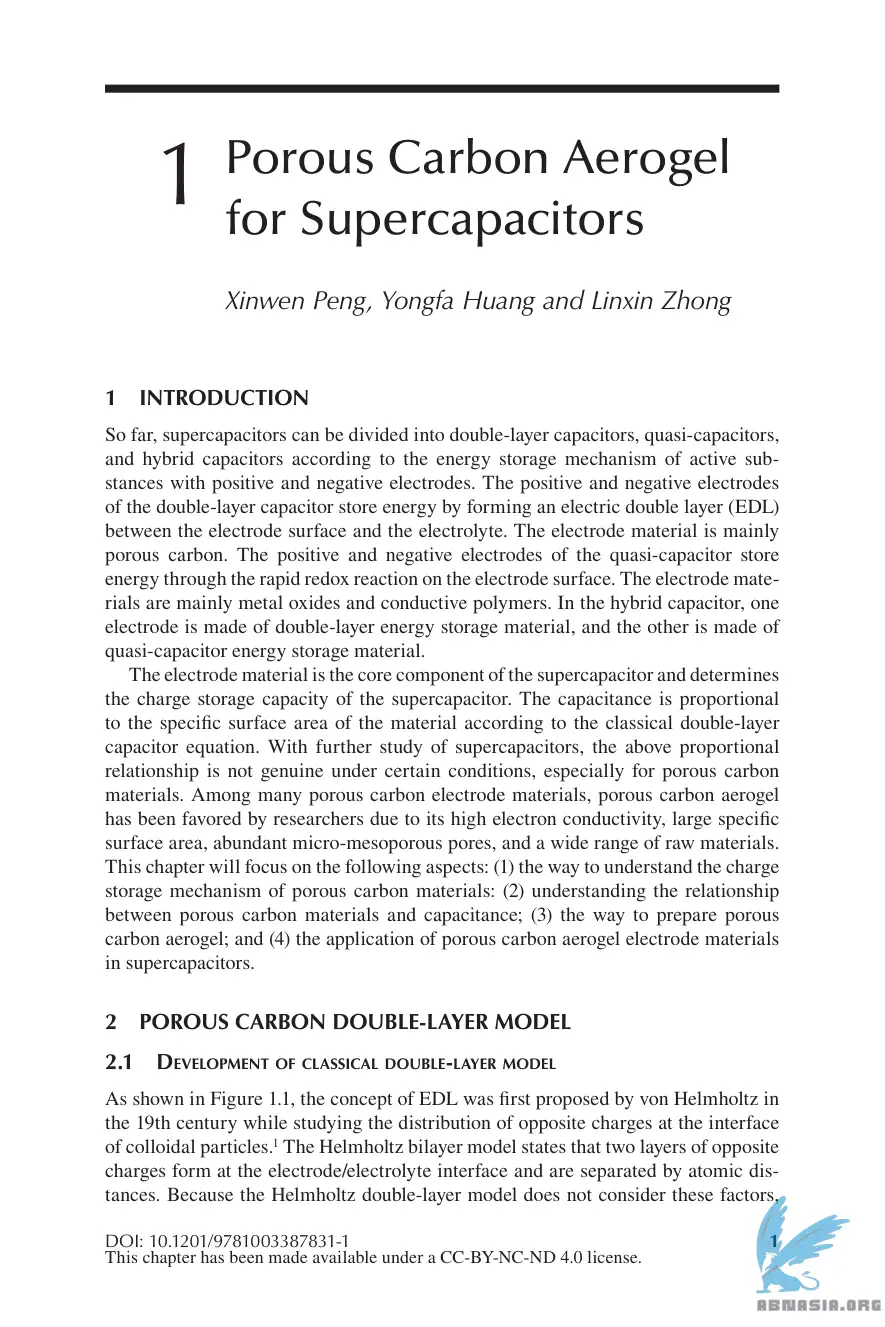 1
Porous Carbon Aerogel
for Supercapacitors
Xinwen Peng, Yongfa Huang and Linxin Zhong
1 INTRODUCTION
So far, supercapacitors can be divided into double-layer capacitors, quasi-capacitors,
and hybrid capacitors according to the energy storage mechanism of active sub-
stances with positive and negative electrodes. The positive and negative electrodes
of the double-layer capacitor store energy by forming an electric double layer (EDL)
between the electrode surface and the electrolyte. The electrode material is mainly
porous carbon. The positive and negative electrodes of the quasi-capacitor store
energy through the rapid redox reaction on the electrode surface. The electrode mate-
rials are mainly metal oxides and conductive polymers. In the hybrid capacitor, one
electrode is made of double-layer energy storage material, and the other is made of
quasi-capacitor energy storage material.
The electrode material is the core component of the supercapacitor and determines
the charge storage capacity of the supercapacitor. The capacitance is proportional
to the specific surface area of the material according to the classical double-layer
capacitor equation. With further study of supercapacitors, the above proportional
relationship is not genuine under certain conditions, especially for porous carbon
materials. Among many porous carbon electrode materials, porous carbon aerogel
has been favored by researchers due to its high electron conductivity, large specific
surface area, abundant micro-mesoporous pores, and a wide range of raw materials.
This chapter will focus on the following aspects: (1) the way to understand the charge
storage mechanism of porous carbon materials: (2) understanding the relationship
between porous carbon materials and capacitance; (3) the way to prepare porous
carbon aerogel; and (4) the application of porous carbon aerogel electrode materials
in supercapacitors.
2 POROUS CARBON DOUBLE-LAYER MODEL
2.1 Development of classical double-layer model
As shown in Figure 1.1, the concept of EDL was first proposed by von Helmholtz in
the 19th century while studying the distribution of opposite charges at the interface
of colloidal particles.1 The Helmholtz bilayer model states that two layers of opposite
charges form at the electrode/electrolyte interface and are separated by atomic dis-
tances. Because the Helmholtz double-layer model does not consider these factors,
DOI: 10.1201/9781003387831-1
1
This chapter has been made available under a CC-BY-NC-ND 4.0 license.
ABNASIA.ORG